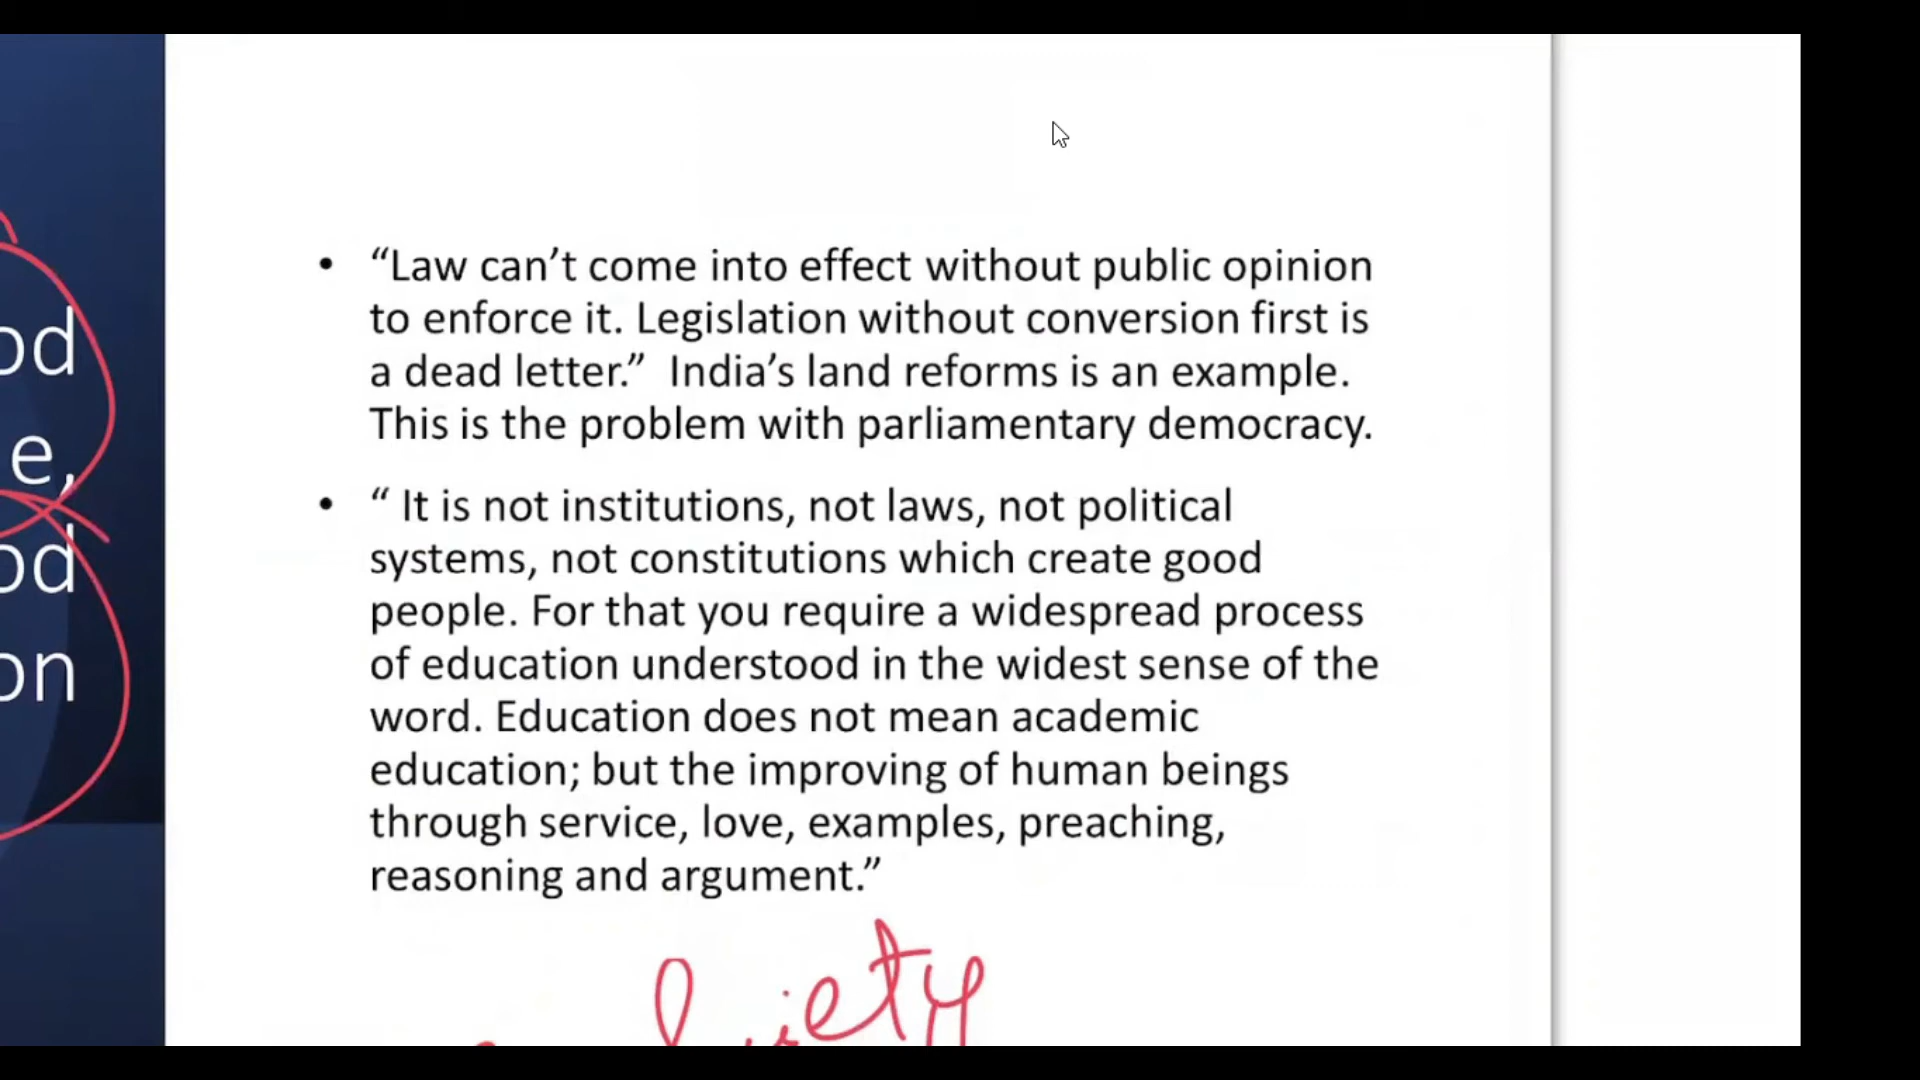 od
e,
od
on
• “Law can’t come into effect without public opinion
to enforce it. Legislation without conversion first is
a dead letter.”  India’s land reforms is an example.
This is the problem with parliamentary democracy.
• “ It is not institutions, not laws, not political
systems, not constitutions which create good
people. For that you require a widespread process
of education understood in the widest sense of the
word. Education does not mean academic
education; but the improving of human beings
through service, love, examples, preaching,
reasoning and argument.”